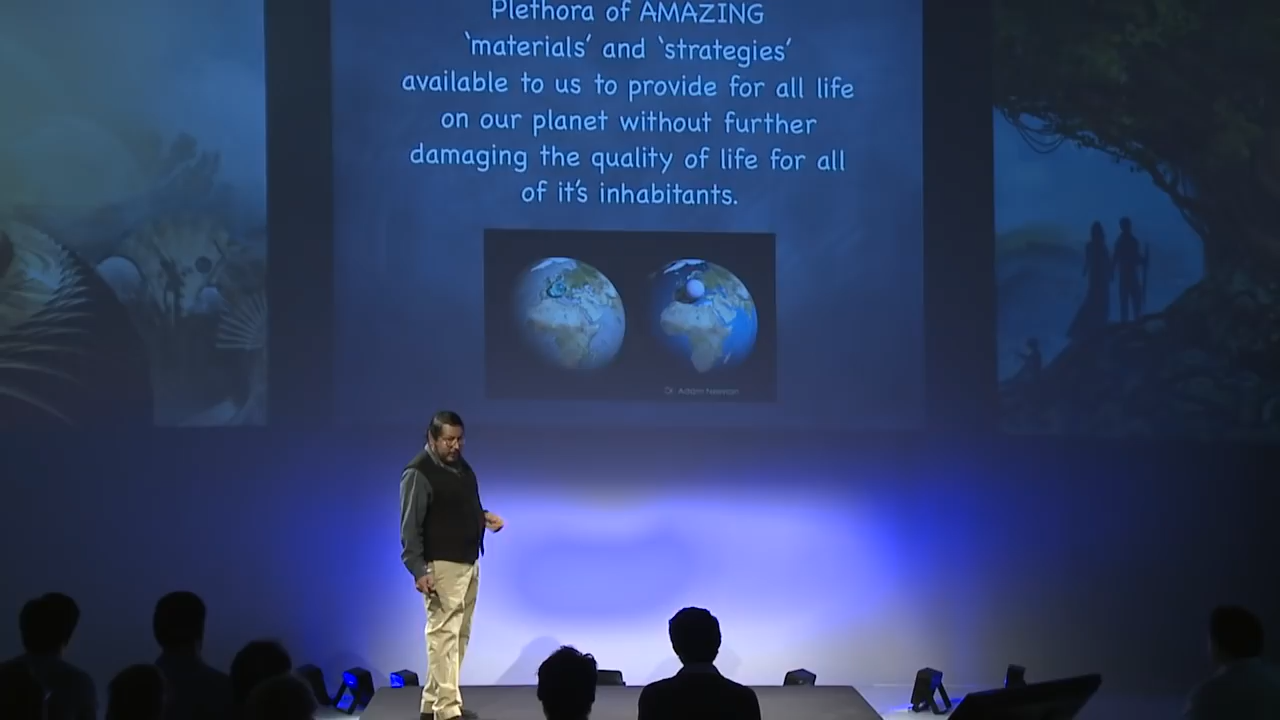 Plethora of AMAZING
'materials' and 'strategies'
available to us to provide for all life
on our planet without further
damaging the quality of life for all
of it's inhabitants.
Dr. Adam Nieman